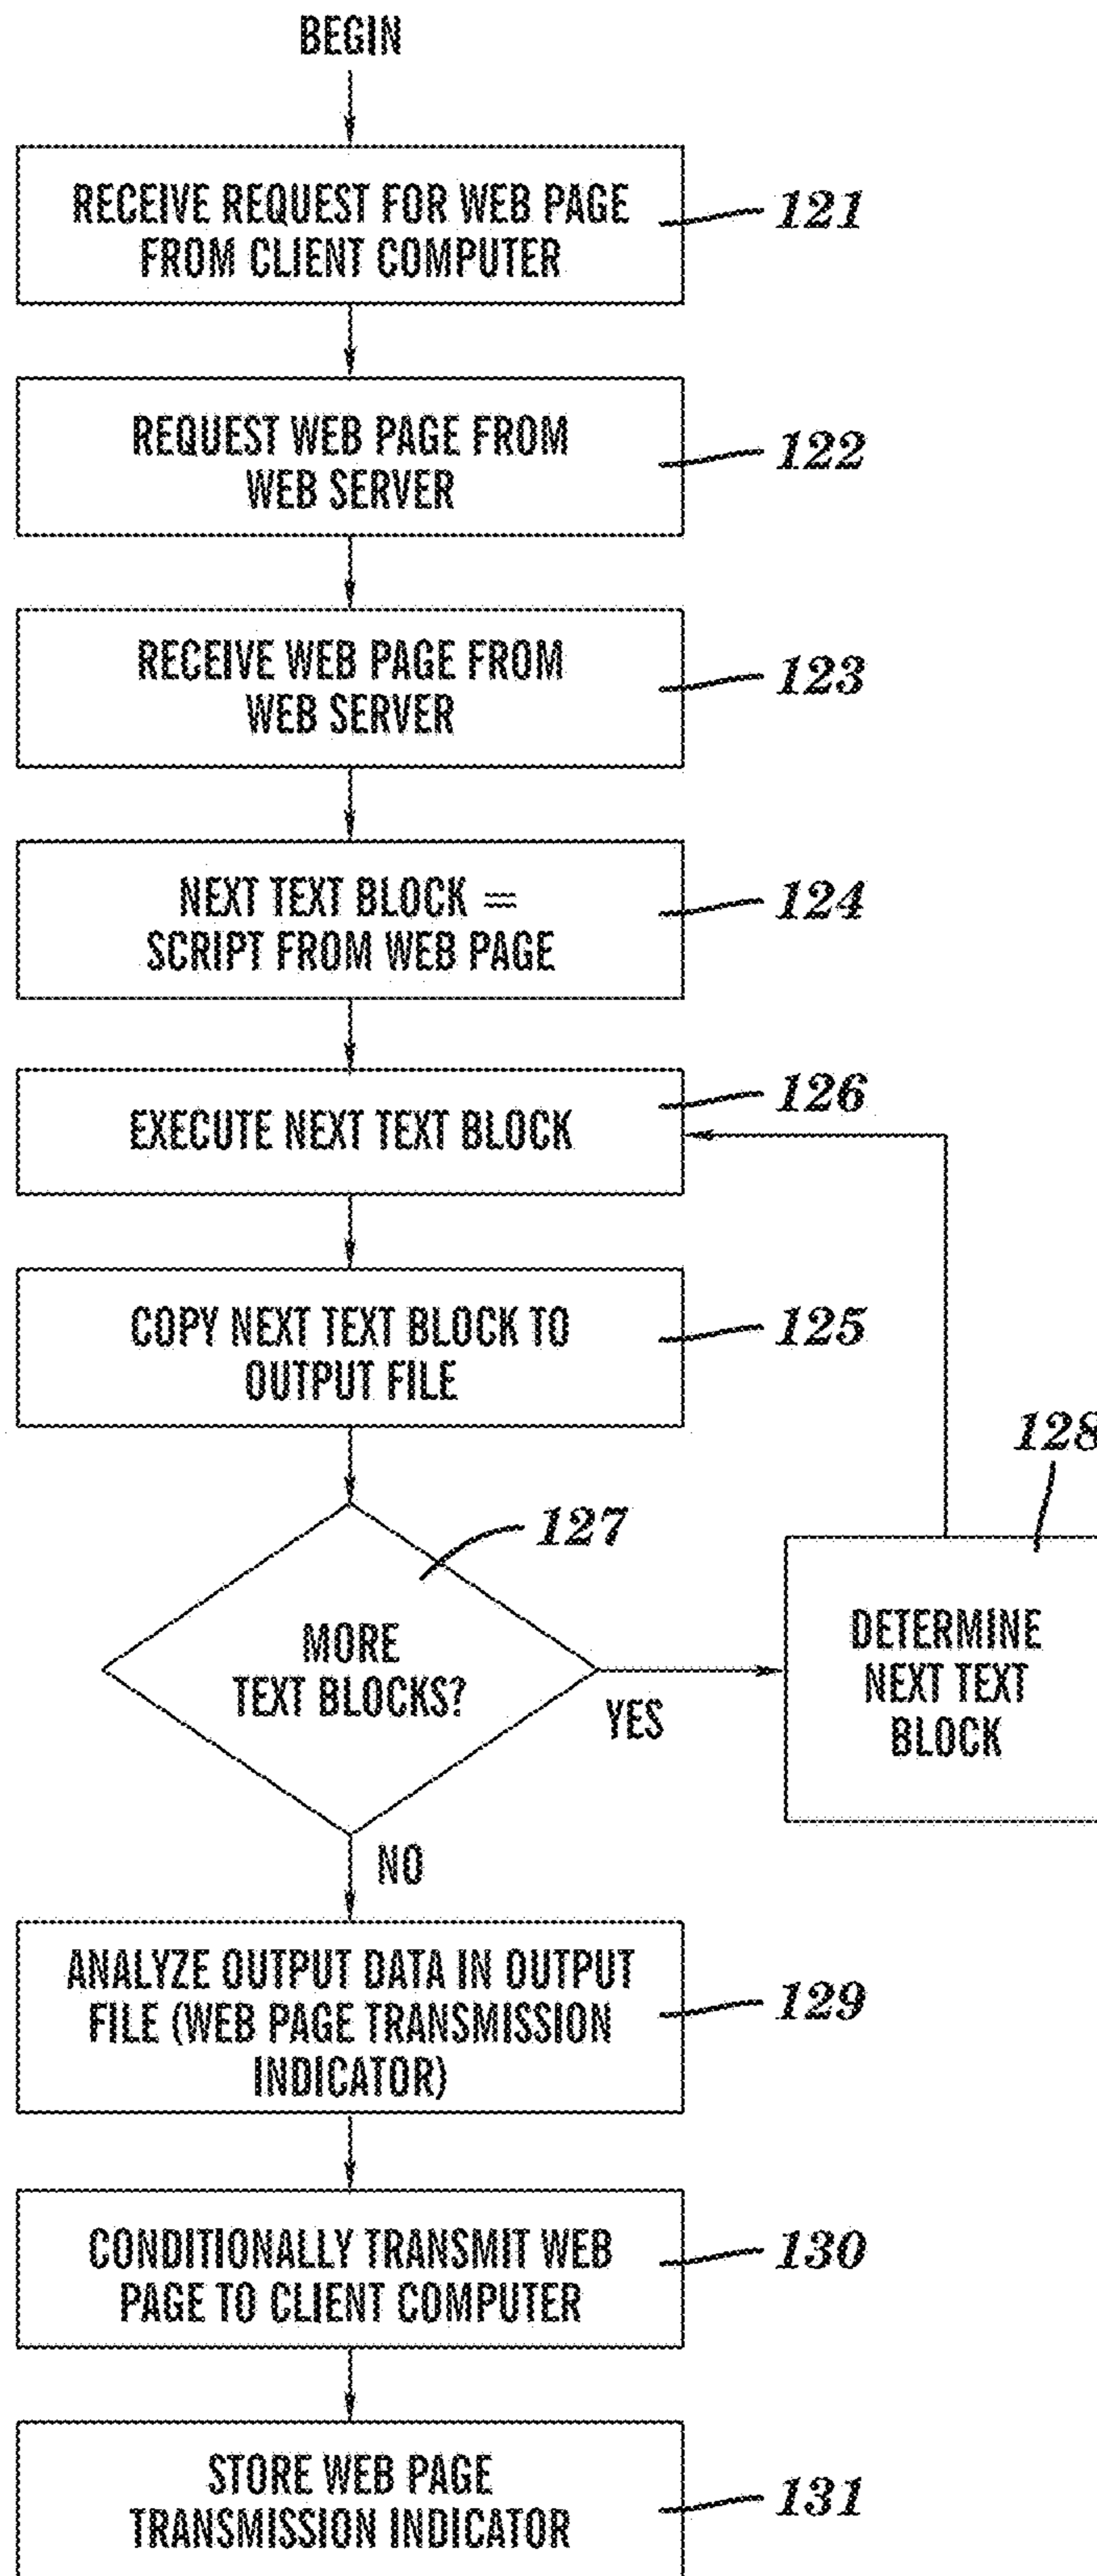 BEGIN
RECEIVE REQUEST FOR WEB PAGE
FROM CLIENT COMPUTER
121
REQUEST WEB PAGE FROM
WEB SERVER
122
RECEIVE WEB PAGE FROM
WEB SERVER
123
NEXT TEXT BLOCK =
SCRIPT FROM WEB PAGE
124
EXECUTE NEXT TEXT BLOCK
126
COPY NEXT TEXT BLOCK TO
OUTPUT FILE
125
128
127
MORE
TEXT BLOCKS?
YES
DETERMINE
NEXT TEXT
BLOCK
NO
ANALYZE OUTPUT DATA IN OUTPUT
FILE (WEB PAGE TRANSMISSION
INDICATOR)
129
CONDITIONALLY TRANSMIT WEB
PAGE TO CLIENT COMPUTER
130
STORE WEB PAGE
TRANSMISSION INDICATOR
131